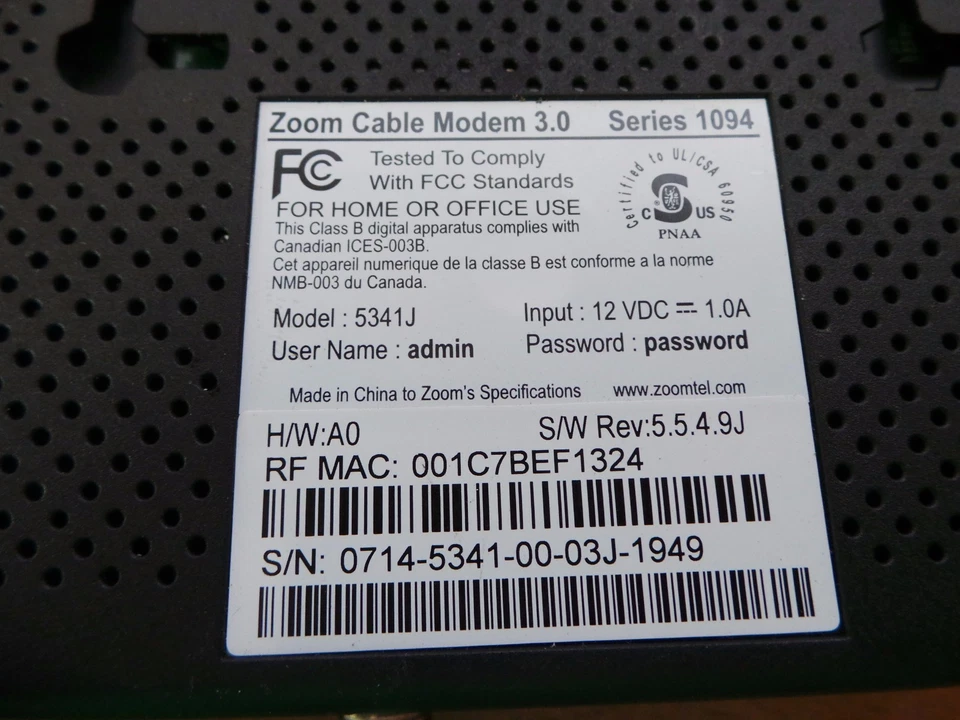 Zoom Cable Modem 3.0 Series 1094
FCC Tested To Comply
With FCC Standards
Certified to UL/CSA 60950
C S US
PNAA
FOR HOME OR OFFICE USE
This Class B digital apparatus complies with
Canadian ICES-003B.
Cet appareil numerique de la classe B est conforme a la norme
NMB-003 du Canada.
Model : 5341J Input : 12 VDC ⎓ 1.0A
User Name : admin Password : password
Made in China to Zoom's Specifications www.zoomtel.com
H/W:A0 S/W Rev:5.5.4.9J
RF MAC: 001C7BEF1324
S/N: 0714-5341-00-03J-1949